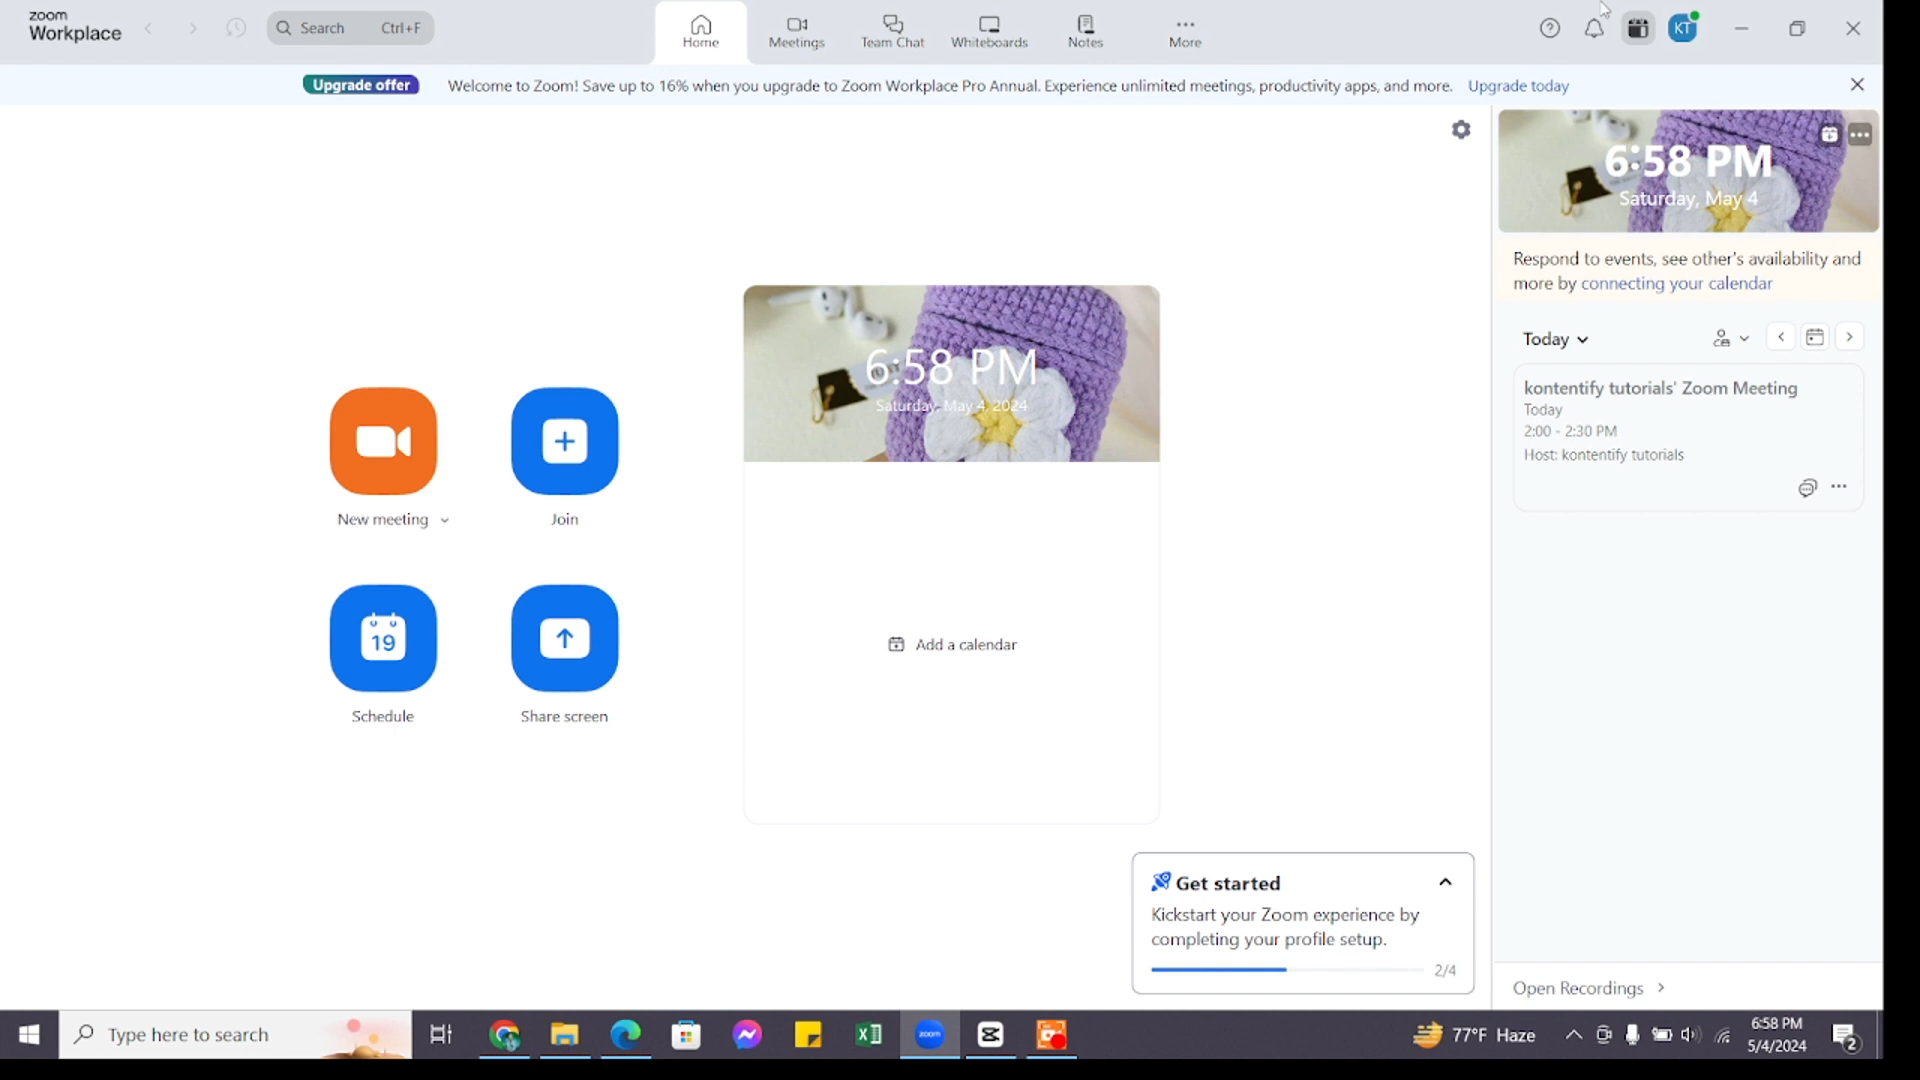 zoom
Workplace
Search Ctrl+F
Home
Meetings
Team Chat
Whiteboards
Notes
More
KT
Upgrade offer
Welcome to Zoom! Save up to 16% when you upgrade to Zoom Workplace Pro Annual. Experience unlimited meetings, productivity apps, and more. Upgrade today
6:58 PM
Saturday, May 4
Respond to events, see other's availability and
more by connecting your calendar
Today
kontentify tutorials' Zoom Meeting
Today
2:00 - 2:30 PM
Host: kontentify tutorials
6:58 PM
Saturday, May 4, 2024
New meeting
Join
19
Schedule
Share screen
Add a calendar
Get started
Kickstart your Zoom experience by
completing your profile setup.
2/4
Open Recordings
Type here to search
zoom
77°F Haze
6:58 PM
5/4/2024
2